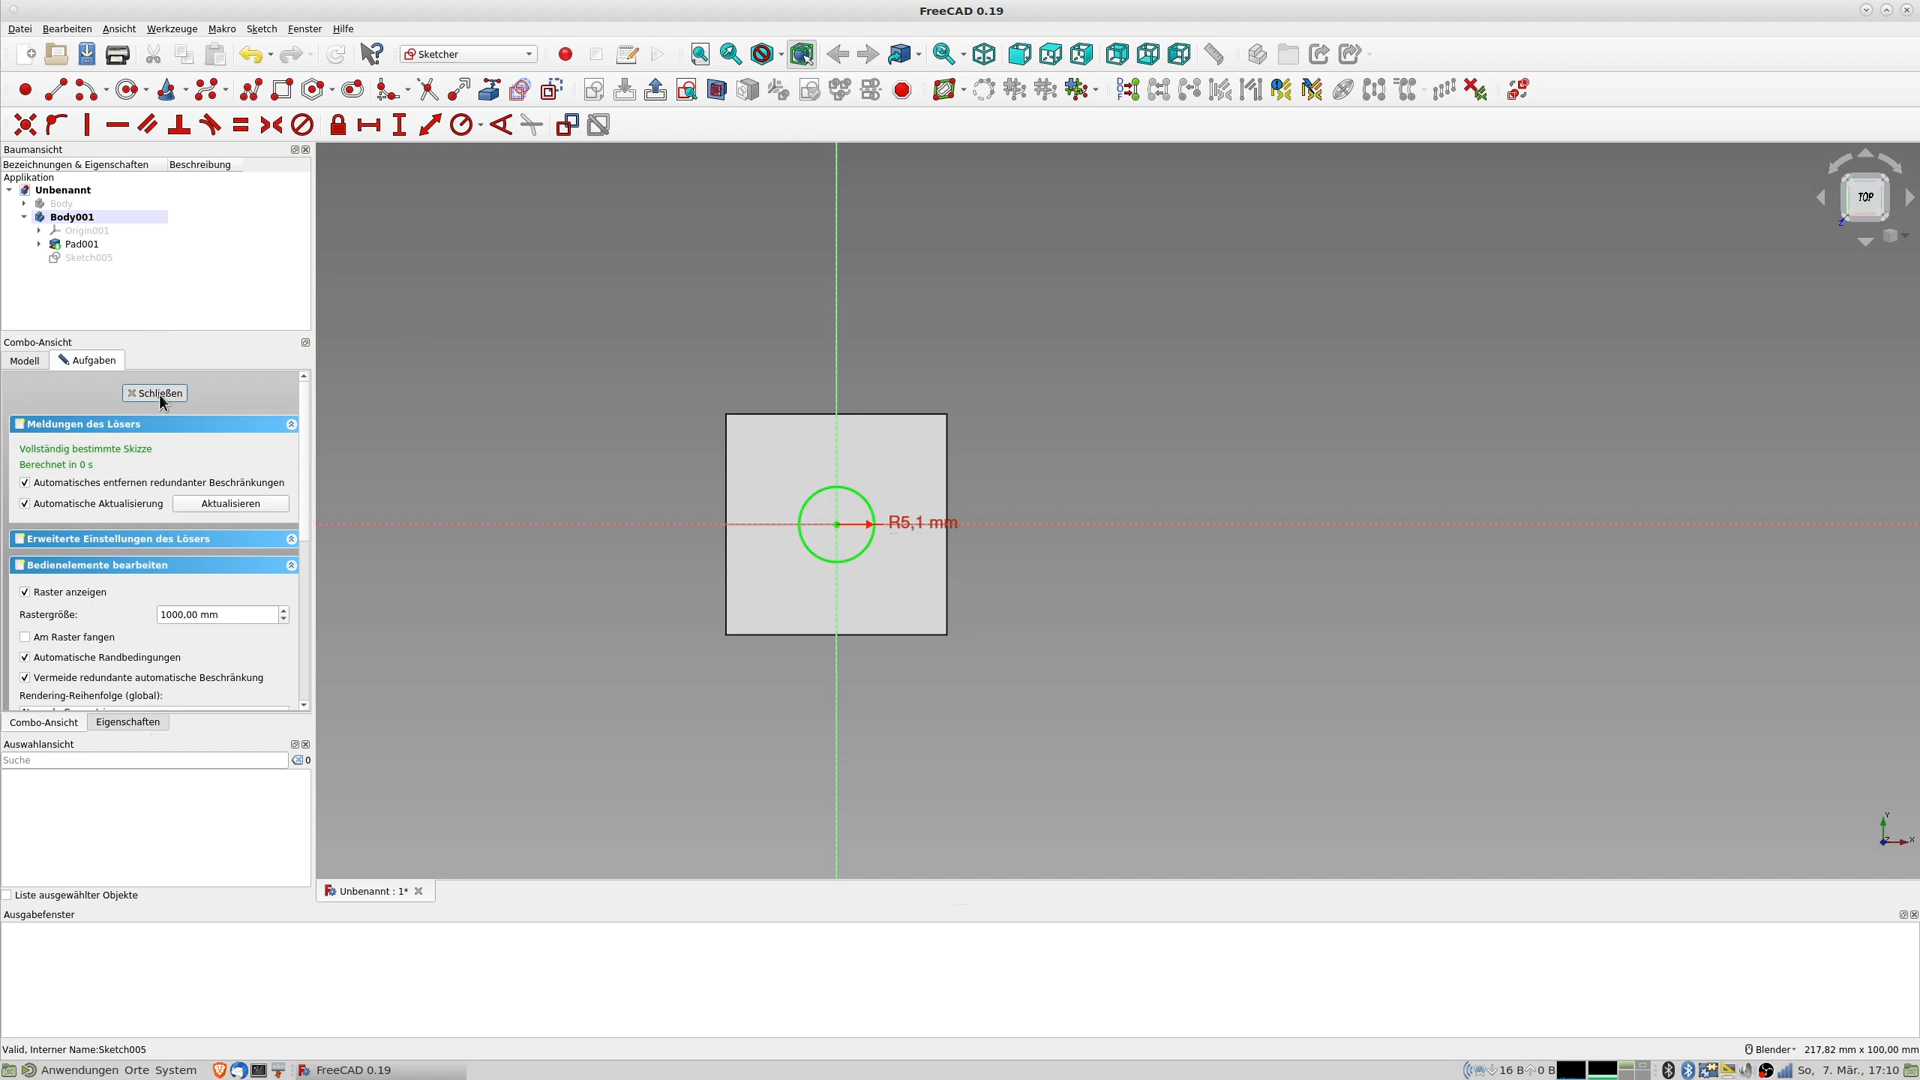 FreeCAD 0.19
Datei Bearbeiten Ansicht Werkzeuge Makro Sketch Fenster Hilfe
Sketcher
Baumansicht
Bezeichnungen & Eigenschaften Beschreibung
Applikation
Unbenannt
Body
Body001
Origin001
Pad001
Sketch005
Combo-Ansicht
Modell Aufgaben
Schließen
Meldungen des Lösers
Vollständig bestimmte Skizze
Berechnet in 0 s
Automatisches entfernen redundanter Beschränkungen
Automatische Aktualisierung Aktualisieren
Erweiterte Einstellungen des Lösers
Bedienelemente bearbeiten
Raster anzeigen
Rastergröße: 1000,00 mm
Am Raster fangen
Automatische Randbedingungen
Vermeide redundante automatische Beschränkung
Rendering-Reihenfolge (global):
Combo-Ansicht Eigenschaften
Auswahlansicht
Suche 0
Liste ausgewählter Objekte
R5,1 mm
TOP
Z
Y
X
Unbenannt : 1*
Ausgabefenster
Valid, Interner Name:Sketch005
Blender 217,82 mm x 100,00 mm
Anwendungen Orte System FreeCAD 0.19 16 B 0 B So, 7. Mär., 17:10